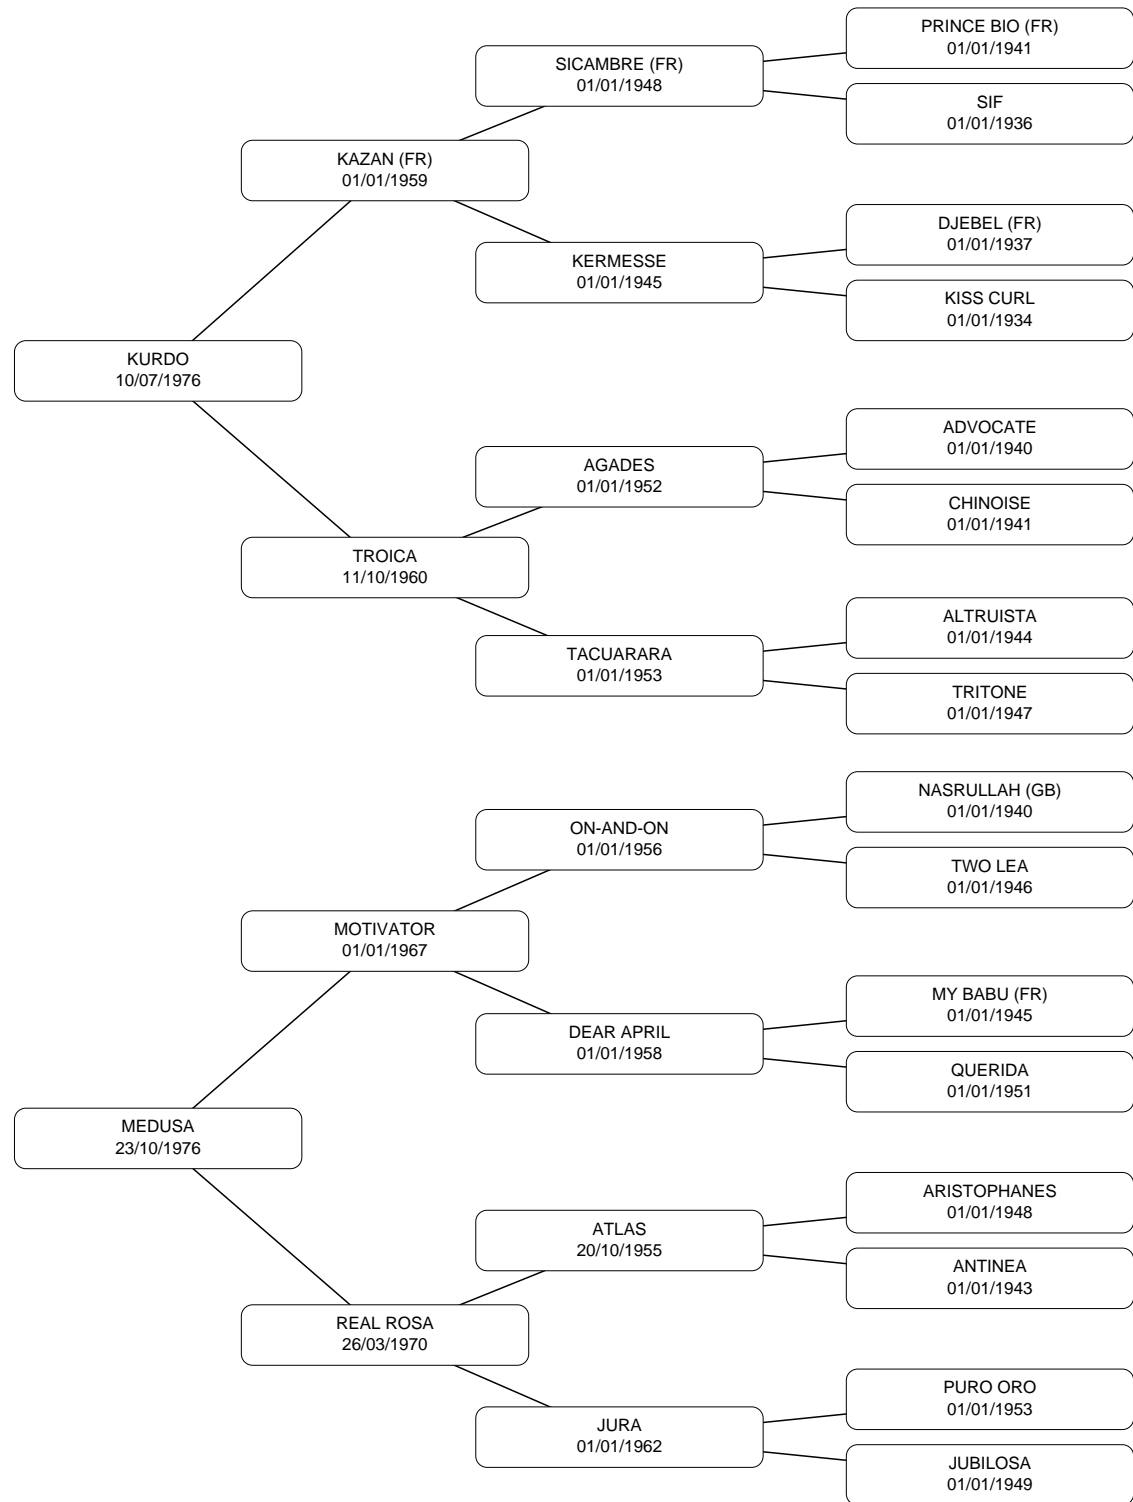 PRINCE BIO (FR)
01/01/1941
SICAMBRE (FR)
01/01/1948
SIF
01/01/1936
KAZAN (FR)
01/01/1959
DJEBEL (FR)
01/01/1937
KERMESSE
01/01/1945
KISS CURL
01/01/1934
KURDO
10/07/1976
ADVOCATE
01/01/1940
AGADES
01/01/1952
CHINOISE
01/01/1941
TROICA
11/10/1960
ALTRUISTA
01/01/1944
TACUARARA
01/01/1953
TRITONE
01/01/1947
NASRULLAH (GB)
01/01/1940
ON-AND-ON
01/01/1956
TWO LEA
01/01/1946
MOTIVATOR
01/01/1967
MY BABU (FR)
01/01/1945
DEAR APRIL
01/01/1958
QUERIDA
01/01/1951
MEDUSA
23/10/1976
ARISTOPHANES
01/01/1948
ATLAS
20/10/1955
ANTINEA
01/01/1943
REAL ROSA
26/03/1970
PURO ORO
01/01/1953
JURA
01/01/1962
JUBILOSA
01/01/1949